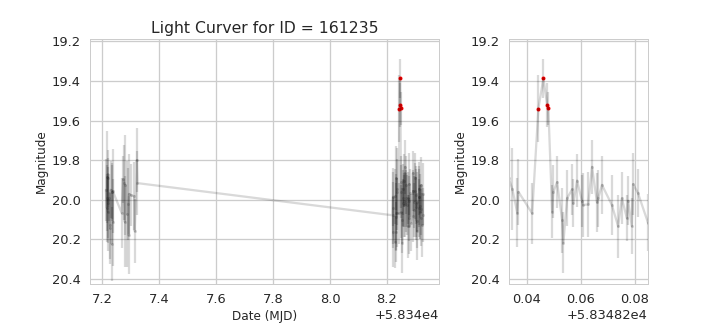 Light Curver for ID = 161235
Magnitude
19.2
19.4
19.6
19.8
20.0
20.2
20.4
7.2 7.4 7.6 7.8 8.0 8.2
Date (MJD)
+5.834e4
Magnitude
19.2
19.4
19.6
19.8
20.0
20.2
20.4
0.04 0.06 0.08
+5.83482e4